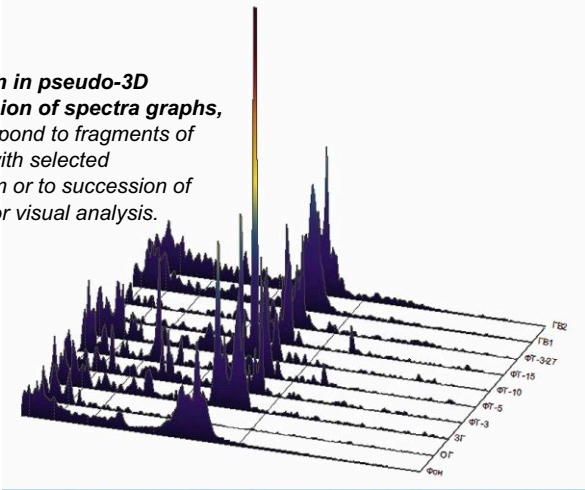 n in pseudo-3D
ion of spectra graphs,
pond to fragments of
vith selected
n or to succession of
or visual analysis.
ГВ2
ГВ1
ФТ-3-27
ФТ-15
ФТ-10
ФТ-5
ФТ-3
ЗГ
ОГ
Фон